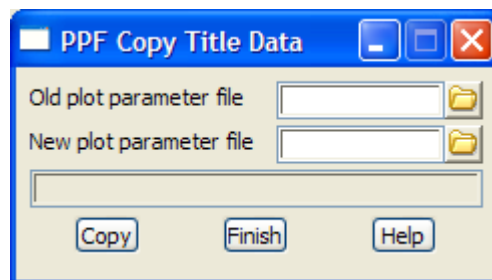 PPF Copy Title Data
Old plot parameter file
New plot parameter file
Copy Finish Help